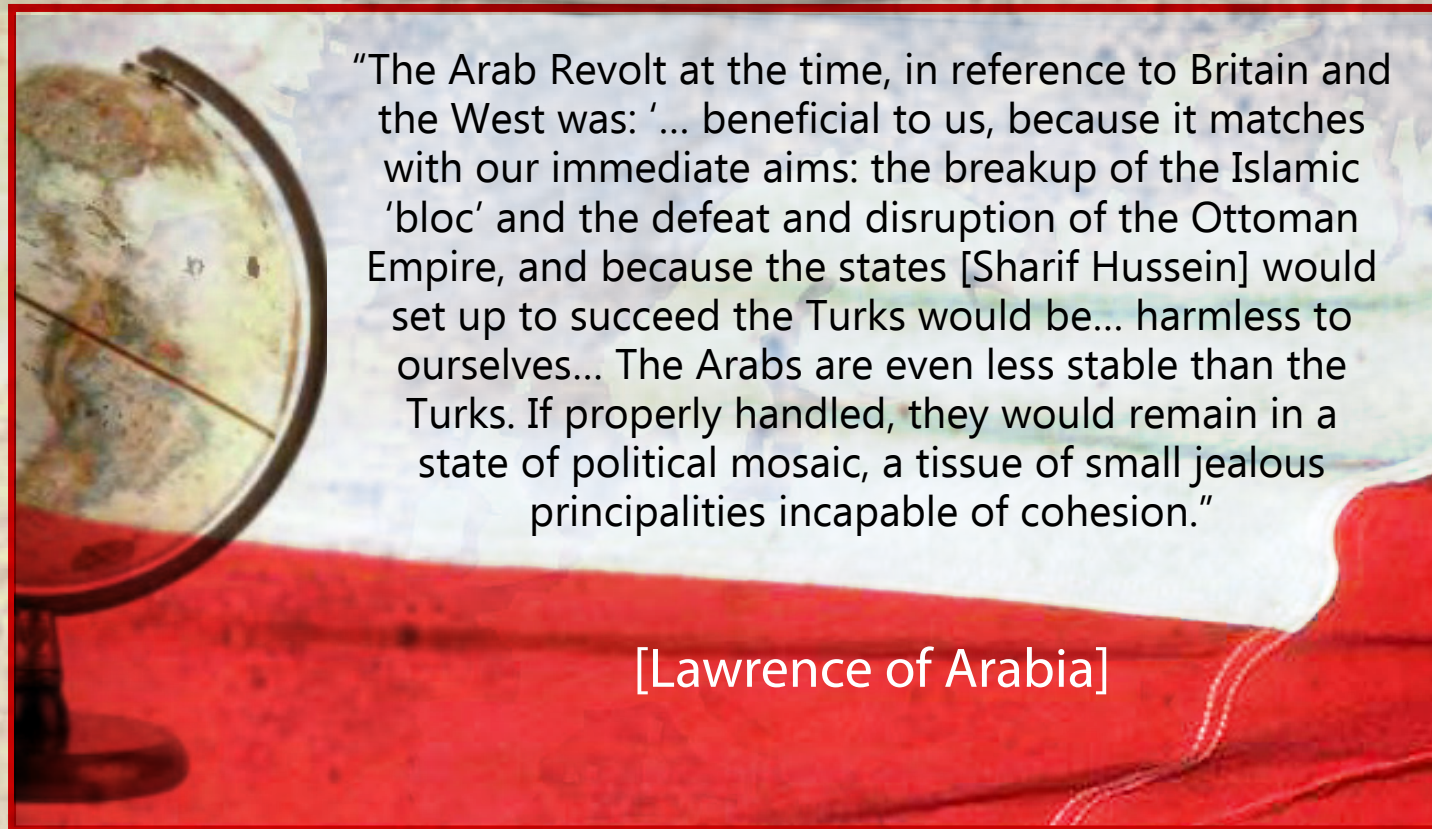 “The Arab Revolt at the time, in reference to Britain and
the West was: ‘... beneficial to us, because it matches
with our immediate aims: the breakup of the Islamic
‘bloc’ and the defeat and disruption of the Ottoman
Empire, and because the states [Sharif Hussein] would
set up to succeed the Turks would be... harmless to
ourselves... The Arabs are even less stable than the
Turks. If properly handled, they would remain in a
state of political mosaic, a tissue of small jealous
principalities incapable of cohesion.”
[Lawrence of Arabia]